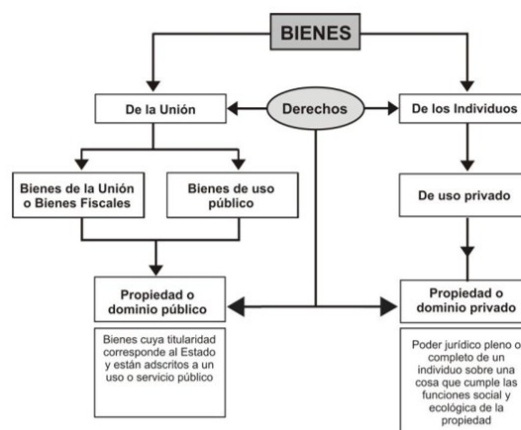 BIENES
De la Unión
Derechos
De los Individuos
Bienes de la Unión
o Bienes Fiscales
Bienes de uso
público
De uso privado
Propiedad o
dominio público
Propiedad o
dominio privado
Bienes cuya titularidad
corresponde al Estado
y están adscritos a un
uso o servicio público
Poder jurídico pleno o
completo de un
individuo sobre una
cosa que cumple las
funciones social y
ecológica de la
propiedad